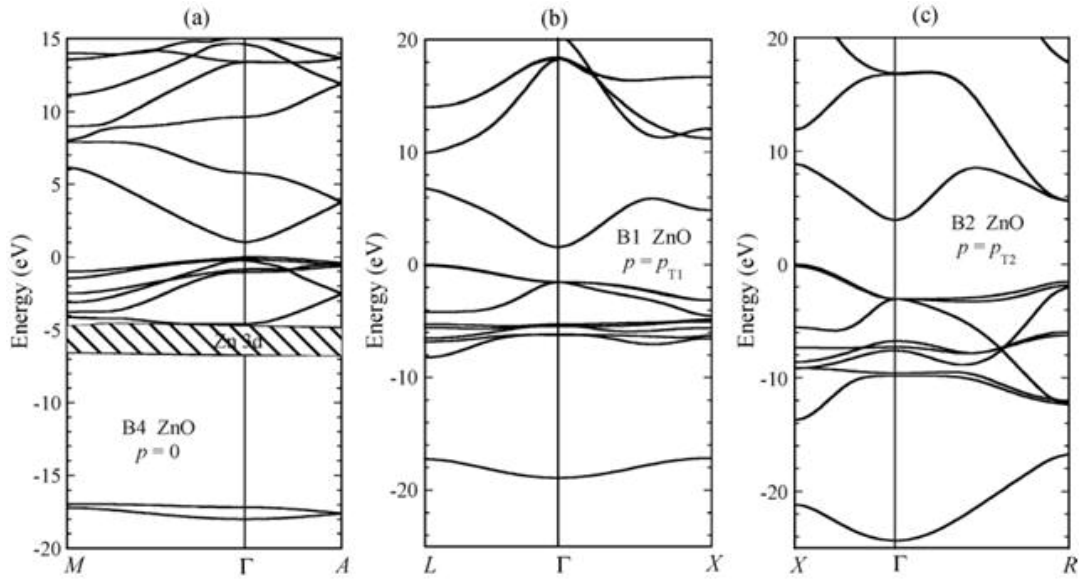 (a)
(b)
(c)
Energy (eV)
15
10
5
0
-5
-10
-15
-20
Zn 3d
B4 ZnO
p = 0
M
Γ
A
Energy (eV)
20
10
0
-10
-20
B1 ZnO
p = pT1
L
Γ
X
Energy (eV)
20
10
0
-10
-20
B2 ZnO
p = pT2
X
Γ
R